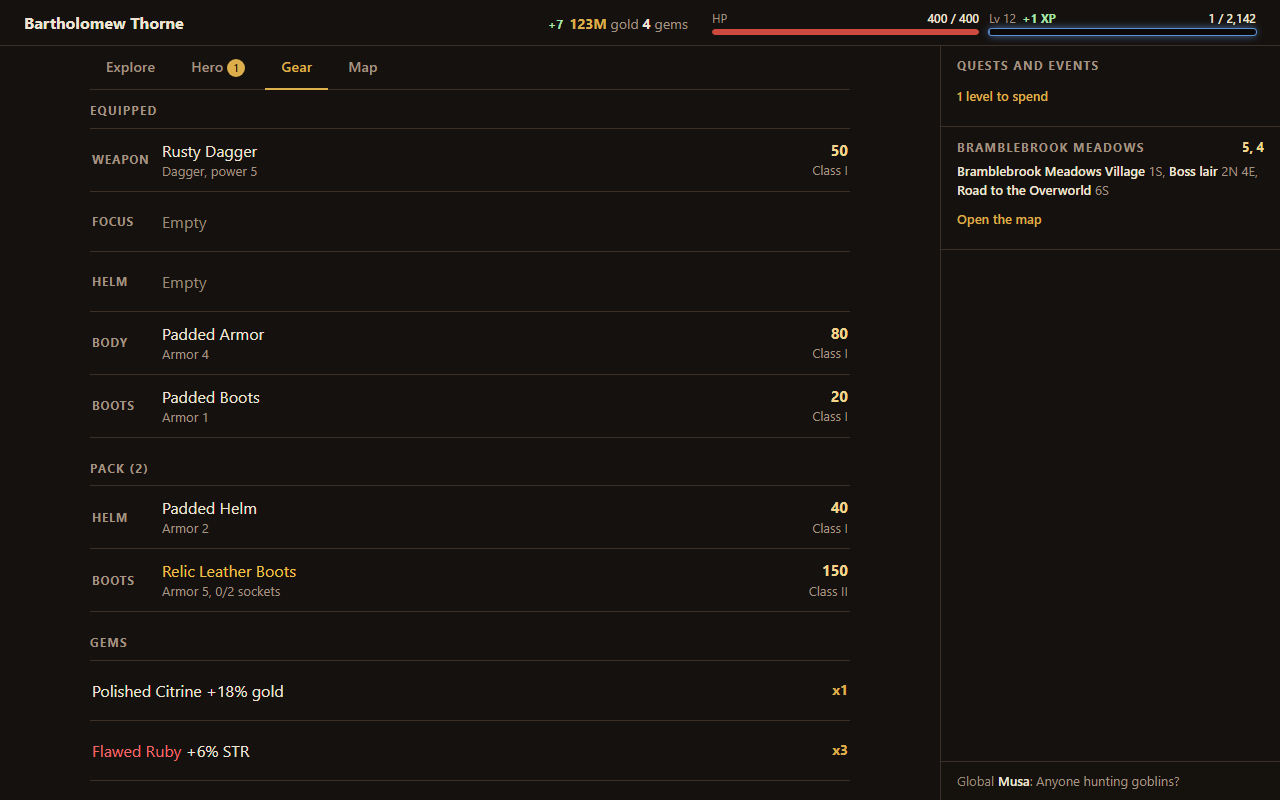 Bartholomew Thorne
+7 123M gold 4 gems
HP 400 / 400
Lv 12 +1 XP 1 / 2,142
Explore
Hero 1
Gear
Map
EQUIPPED
WEAPON Rusty Dagger 50
Dagger, power 5 Class I
FOCUS Empty
HELM Empty
BODY Padded Armor 80
Armor 4 Class I
BOOTS Padded Boots 20
Armor 1 Class I
PACK (2)
HELM Padded Helm 40
Armor 2 Class I
BOOTS Relic Leather Boots 150
Armor 5, 0/2 sockets Class II
GEMS
Polished Citrine +18% gold x1
Flawed Ruby +6% STR x3
QUESTS AND EVENTS
1 level to spend
BRAMBLEBROOK MEADOWS 5, 4
Bramblebrook Meadows Village 1S, Boss lair 2N 4E,
Road to the Overworld 6S
Open the map
Global Musa: Anyone hunting goblins?